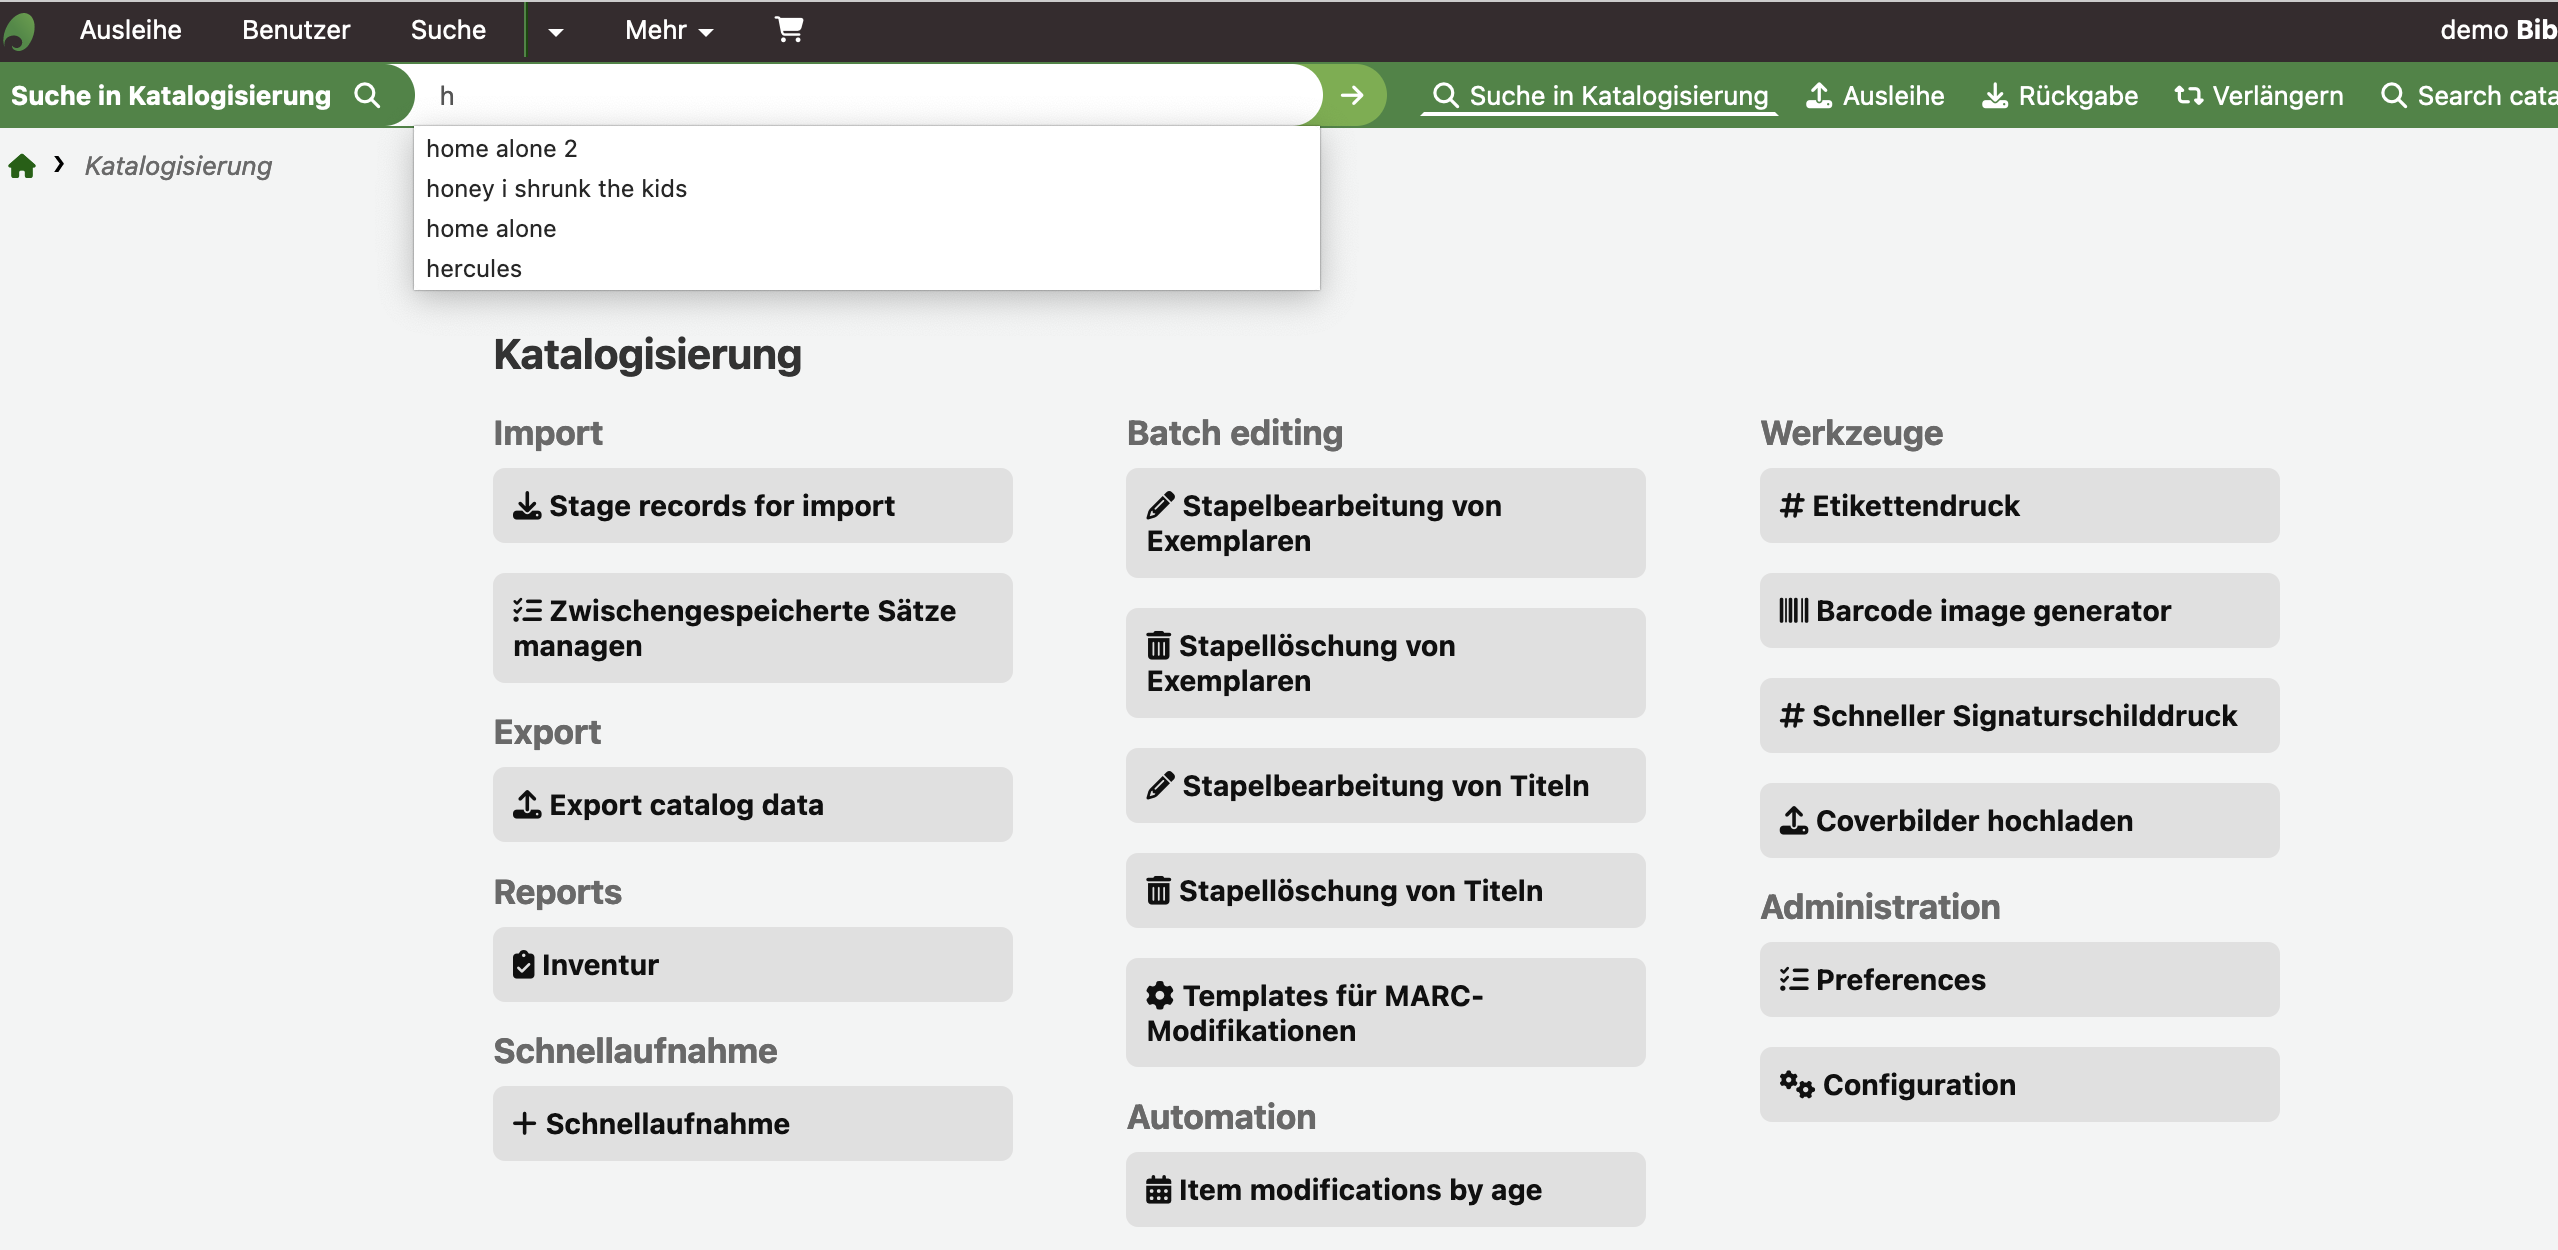 Ausleihe Benutzer Suche Mehr demo Bib
Suche in Katalogisierung h Suche in Katalogisierung Ausleihe Rückgabe Verlängern Search cata
Katalogisierung
home alone 2
honey i shrunk the kids
home alone
hercules
Katalogisierung
Import
Stage records for import
Zwischengespeicherte Sätze
managen
Export
Export catalog data
Reports
Inventur
Schnellaufnahme
+ Schnellaufnahme
Batch editing
Stapelbearbeitung von
Exemplaren
Stapellöschung von
Exemplaren
Stapelbearbeitung von Titeln
Stapellöschung von Titeln
Templates für MARC-
Modifikationen
Automation
Item modifications by age
Werkzeuge
# Etikettendruck
Barcode image generator
# Schneller Signaturschilddruck
Coverbilder hochladen
Administration
Preferences
Configuration